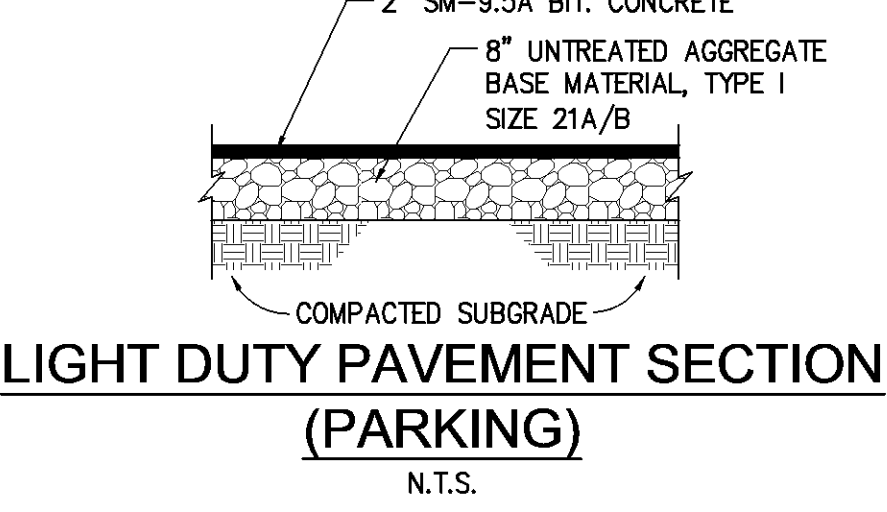 2" SM-9.5A BIT. CONCRETE
8" UNTREATED AGGREGATE
BASE MATERIAL, TYPE I
SIZE 21A/B
COMPACTED SUBGRADE
LIGHT DUTY PAVEMENT SECTION
(PARKING)
N.T.S.